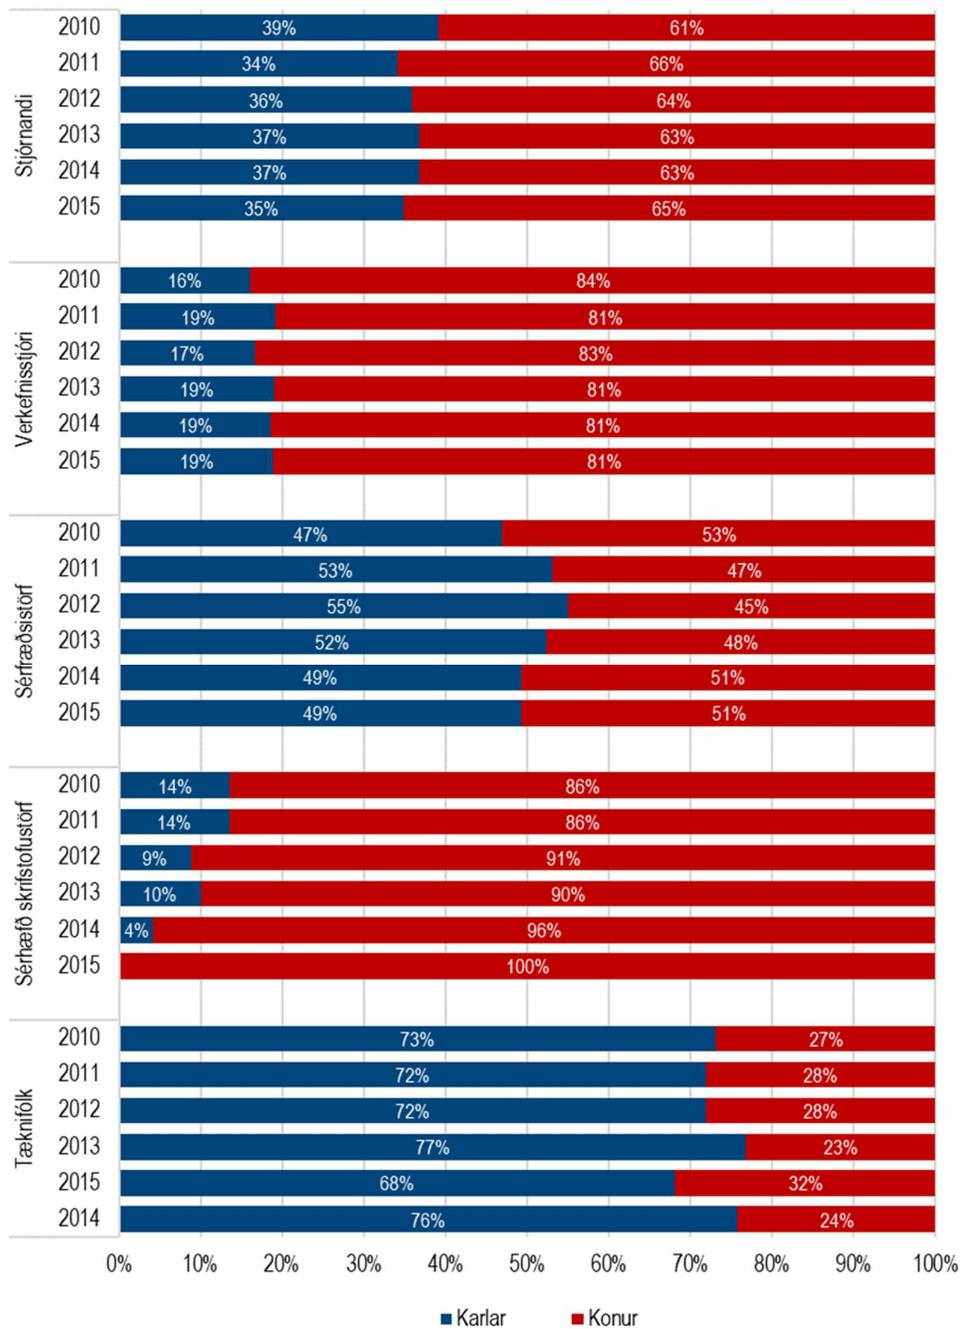 Stjórnandi
2010 39% 61%
2011 34% 66%
2012 36% 64%
2013 37% 63%
2014 37% 63%
2015 35% 65%
Verkefnisstjóri
2010 16% 84%
2011 19% 81%
2012 17% 83%
2013 19% 81%
2014 19% 81%
2015 19% 81%
Sérfræðsistörf
2010 47% 53%
2011 53% 47%
2012 55% 45%
2013 52% 48%
2014 49% 51%
2015 49% 51%
Sérhæfð skrifstofustörf
2010 14% 86%
2011 14% 86%
2012 9% 91%
2013 10% 90%
2014 4% 96%
2015 100%
Tæknifólk
2010 73% 27%
2011 72% 28%
2012 72% 28%
2013 77% 23%
2015 68% 32%
2014 76% 24%
0% 10% 20% 30% 40% 50% 60% 70% 80% 90% 100%
Karlar Konur